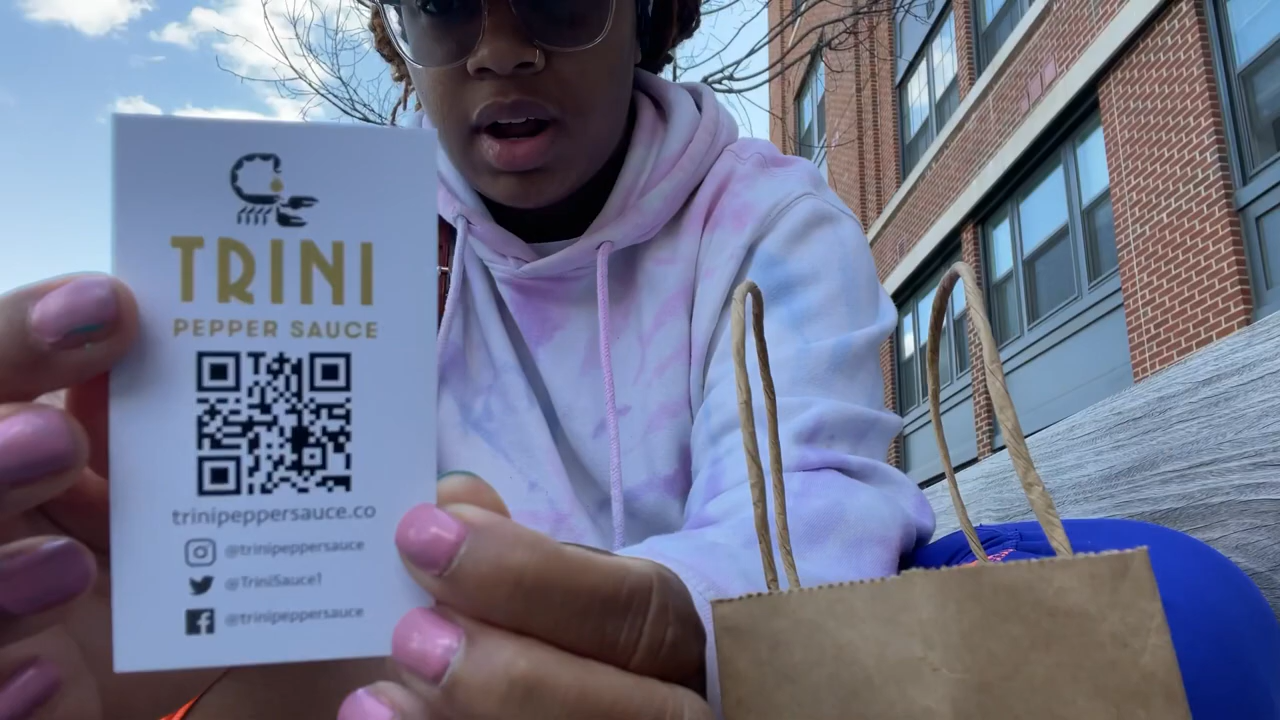 TRINI
PEPPER SAUCE
trinipeppersauce.co
@trinipeppersauce
@TriniSauce1
@trinipeppersauce